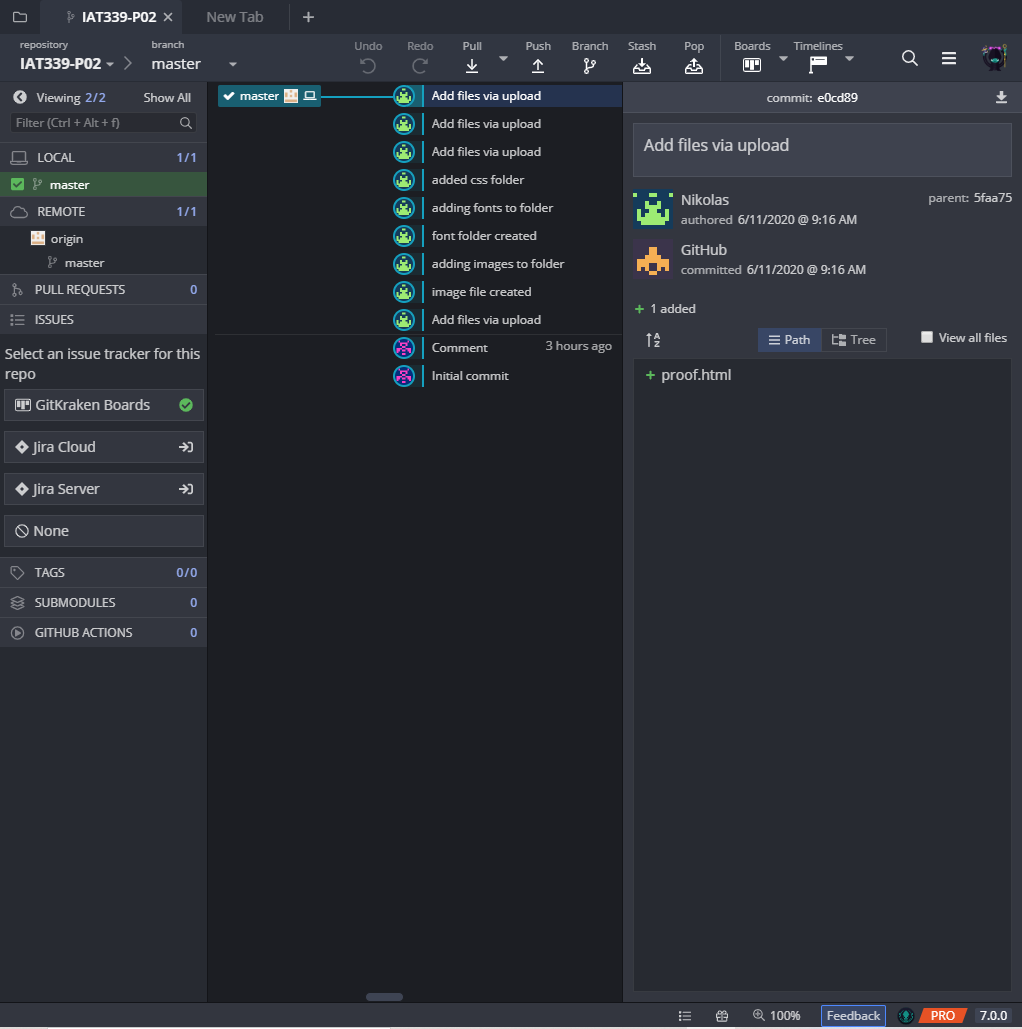 IAT339-P02
New Tab
repository
IAT339-P02
branch
master
Undo
Redo
Pull
Push
Branch
Stash
Pop
Boards
Timelines
Viewing 2/2
Show All
Filter (Ctrl + Alt + f)
LOCAL 1/1
master
REMOTE 1/1
origin
master
PULL REQUESTS 0
ISSUES
Select an issue tracker for this
repo
GitKraken Boards
Jira Cloud
Jira Server
None
TAGS 0/0
SUBMODULES 0
GITHUB ACTIONS 0
master
Add files via upload
Add files via upload
Add files via upload
added css folder
adding fonts to folder
font folder created
adding images to folder
image file created
Add files via upload
Comment 3 hours ago
Initial commit
commit: e0cd89
Add files via upload
Nikolas
authored 6/11/2020 @ 9:16 AM
parent: 5faa75
GitHub
committed 6/11/2020 @ 9:16 AM
+ 1 added
Path
Tree
View all files
+ proof.html
100%
Feedback
PRO
7.0.0